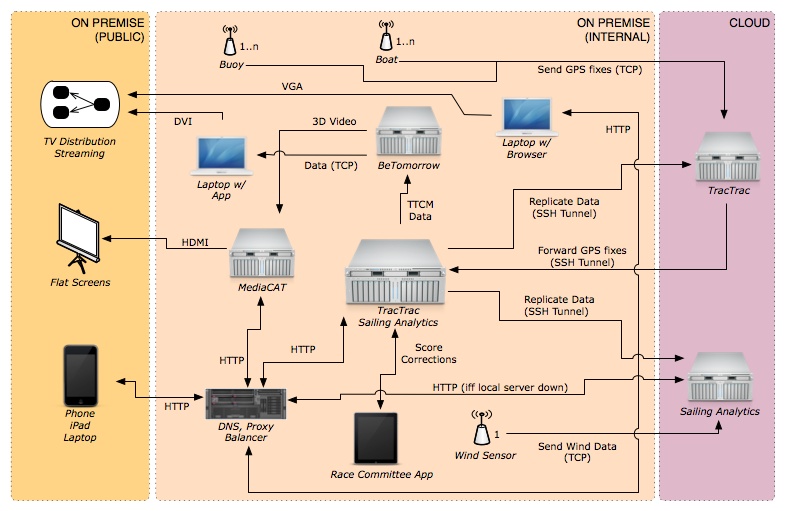 ON PREMISE
(PUBLIC)
ON PREMISE
(INTERNAL)
CLOUD
1..n
Buoy
1..n
Boat
Send GPS fixes (TCP)
VGA
TV Distribution
Streaming
DVI
Laptop w/
App
3D Video
Data (TCP)
BeTomorrow
Laptop w/
Browser
HTTP
TracTrac
TTCM
Data
Replicate Data
(SSH Tunnel)
Flat Screens
HDMI
MediaCAT
TracTrac
Sailing Analytics
Forward GPS fixes
(SSH Tunnel)
Replicate Data
(SSH Tunnel)
HTTP
HTTP
Score
Corrections
Phone
iPad
Laptop
HTTP
DNS, Proxy
Balancer
HTTP (iff local server down)
Sailing Analytics
Race Committee App
1
Wind Sensor
Send Wind Data
(TCP)